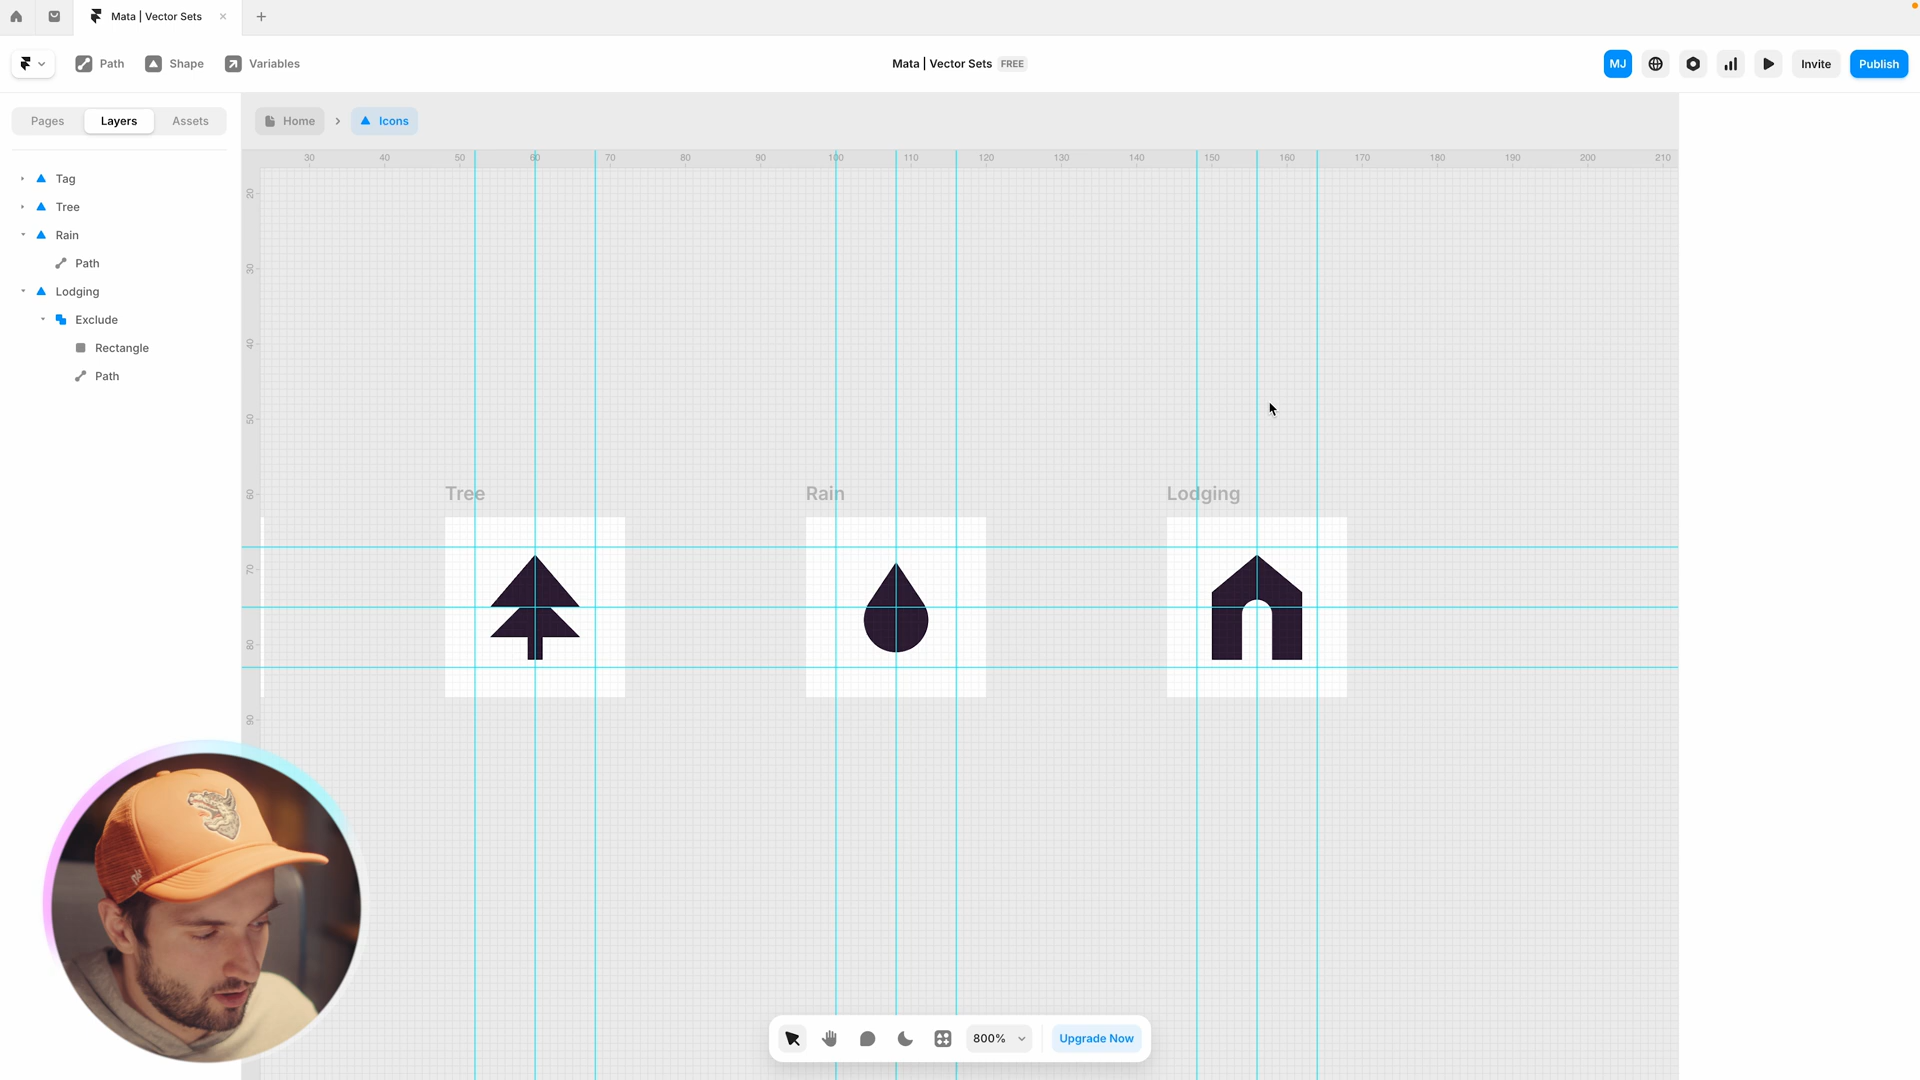 Mata | Vector Sets
Path
Shape
Variables
Mata | Vector Sets FREE
MJ
Invite
Publish
Pages
Layers
Assets
Home
Icons
30 40 50 60 70 80 90 100 110 120 130 140 150 160 170 180 190 200 210
20
30
40
50
60
70
80
90
Tag
Tree
Rain
Path
Lodging
Exclude
Rectangle
Path
Tree
Rain
Lodging
800%
Upgrade Now